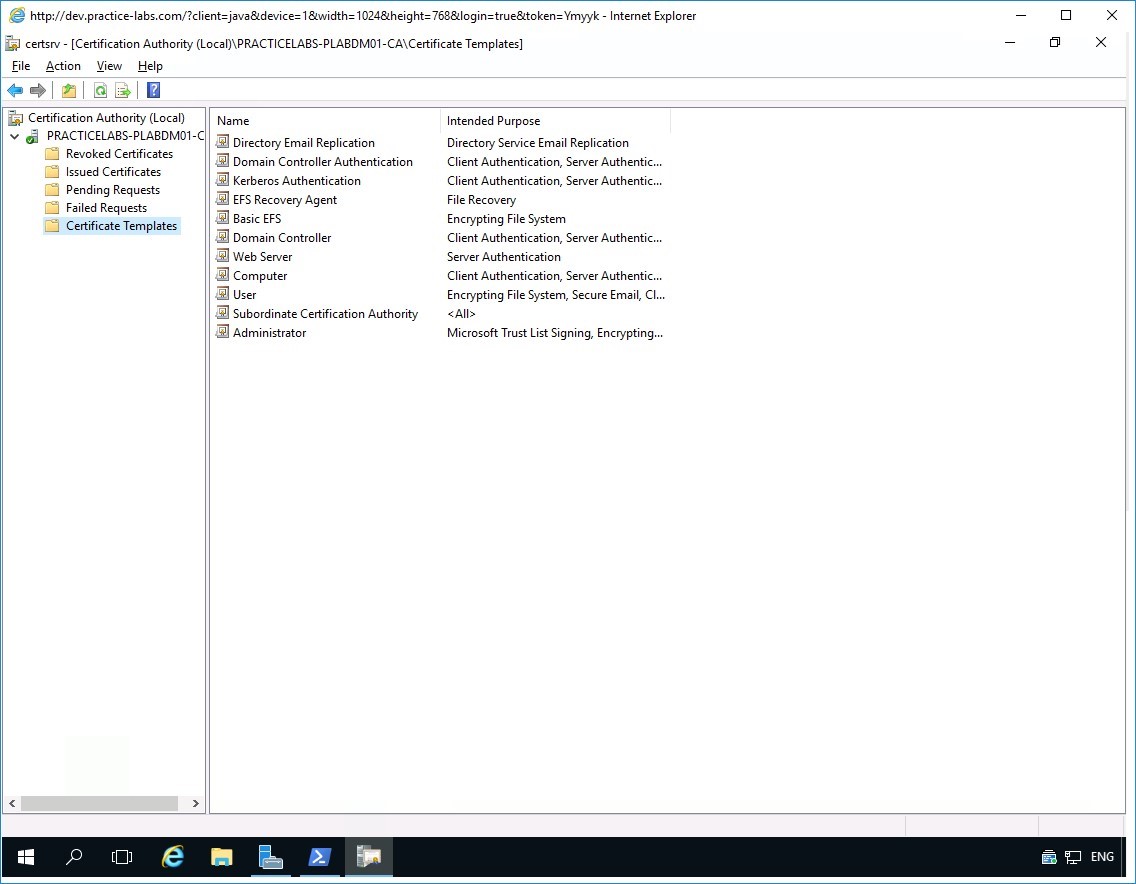 http://dev.practice-labs.com/?client=java&device=1&width=1024&height=768&login=true&token=Ymyyk - Internet Explorer
certsrv - [Certification Authority (Local)\PRACTICELABS-PLABDM01-CA\Certificate Templates]
File Action View Help
Certification Authority (Local)
PRACTICELABS-PLABDM01-C
Revoked Certificates
Issued Certificates
Pending Requests
Failed Requests
Certificate Templates
Name Intended Purpose
Directory Email Replication Directory Service Email Replication
Domain Controller Authentication Client Authentication, Server Authentic...
Kerberos Authentication Client Authentication, Server Authentic...
EFS Recovery Agent File Recovery
Basic EFS Encrypting File System
Domain Controller Client Authentication, Server Authentic...
Web Server Server Authentication
Computer Client Authentication, Server Authentic...
User Encrypting File System, Secure Email, Cl...
Subordinate Certification Authority <All>
Administrator Microsoft Trust List Signing, Encrypting...
ENG